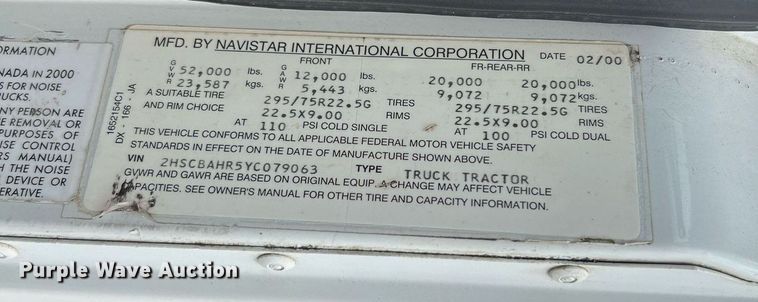 ORMATION
NADA IN 2000
S FOR NOISE
UCKS.
NY PERSON ARE
E REMOVAL OR
URPOSES OF
ISE CONTROL
RS MANUAL)
TH THE NOISE
DEVICE OR
ERATIVE.
1652154C1
DX - 166 - JA
MFD. BY NAVISTAR INTERNATIONAL CORPORATION DATE 02/00
FRONT FR-REAR-RR
GVWR 52,000 lbs. GAWR 12,000 lbs. 20,000 20,000 lbs.
23,587 kgs. 5,443 kgs. 9,072 9,072 kgs.
A SUITABLE TIRE 295/75R22.5G TIRES 295/75R22.5G TIRES
AND RIM CHOICE 22.5X9.00 RIMS 22.5X9.00 RIMS
AT 110 PSI COLD SINGLE AT 100 PSI COLD DUAL
THIS VEHICLE CONFORMS TO ALL APPLICABLE FEDERAL MOTOR VEHICLE SAFETY
STANDARDS IN EFFECT ON THE DATE OF MANUFACTURE SHOWN ABOVE.
VIN 2HSCBAHR5YC079063 TYPE TRUCK TRACTOR
GVWR AND GAWR ARE BASED ON ORIGINAL EQUIP. A CHANGE MAY AFFECT VEHICLE
CAPACITIES. SEE OWNER'S MANUAL FOR OTHER TIRE AND CAPACITY INFORMATION.
Purple Wave Auction